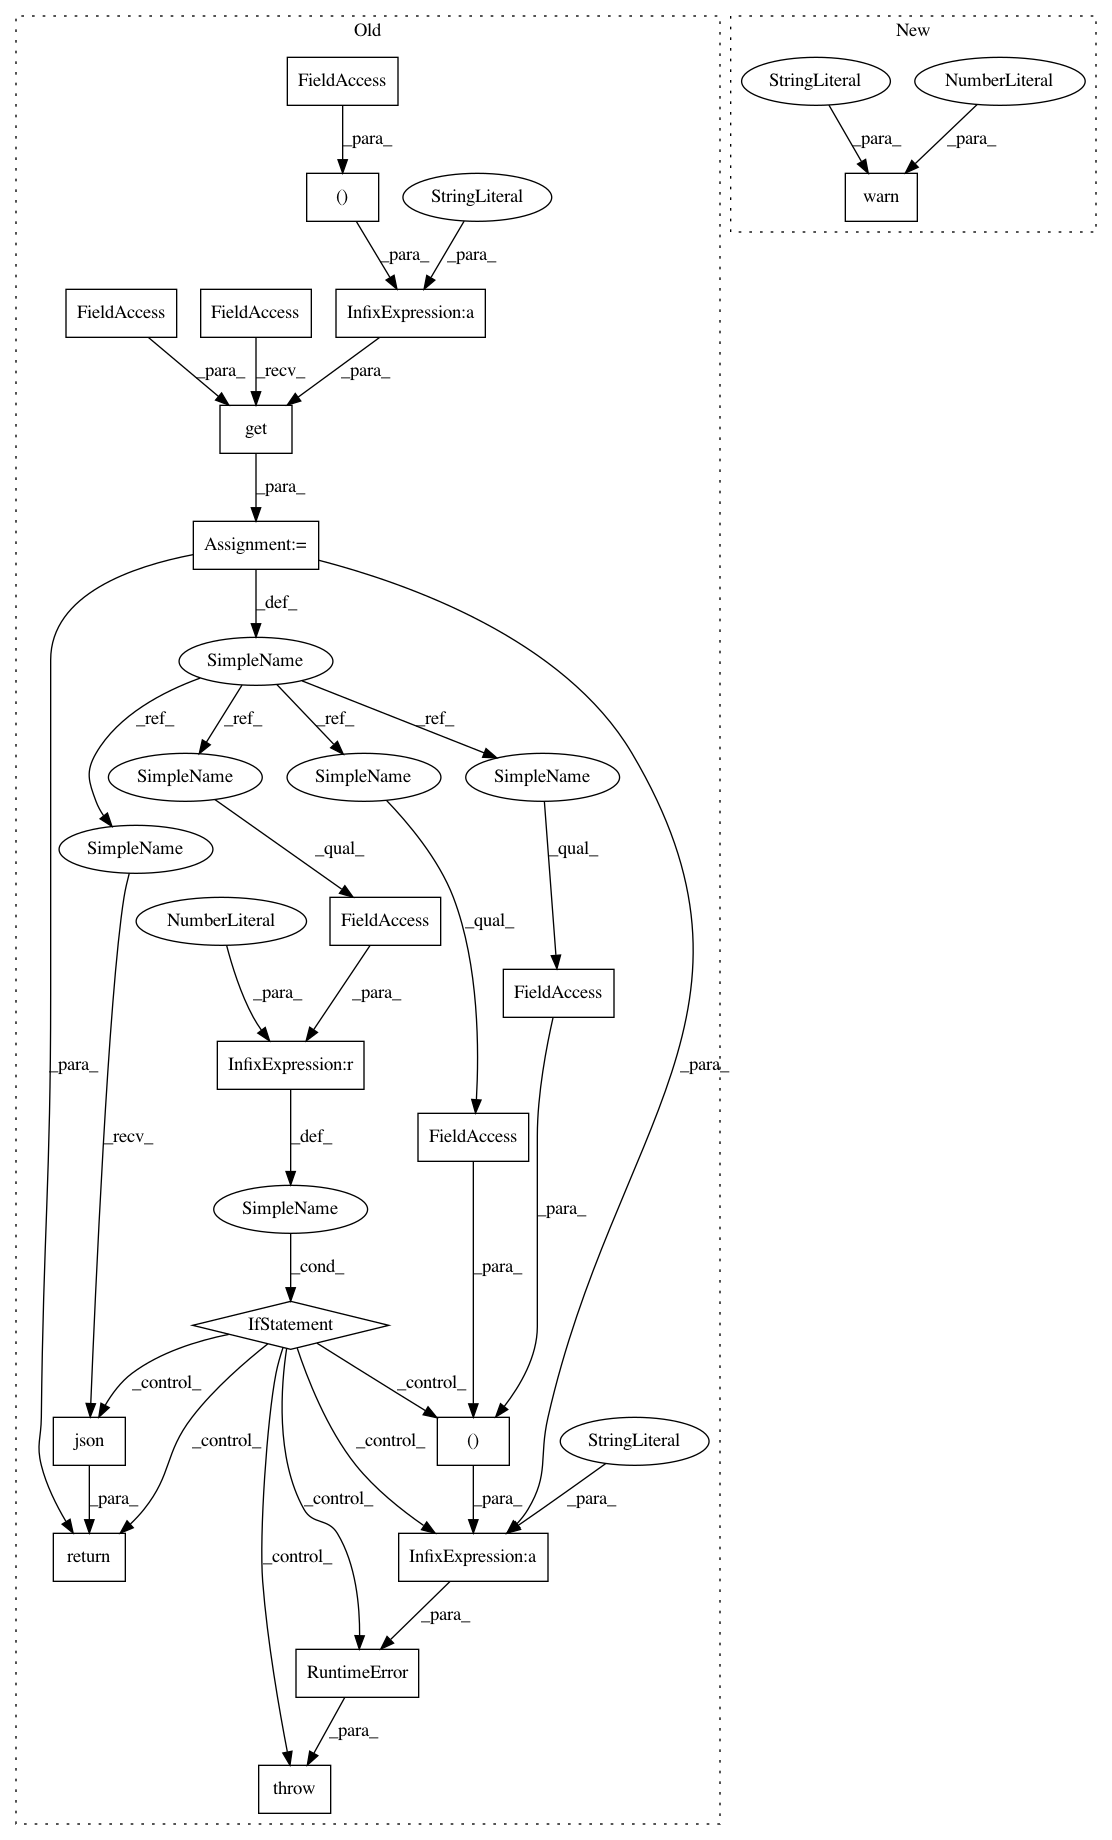 Old
New
FieldAccess
StringLiteral
NumberLiteral
_para_
_para_
_para_
()
StringLiteral
warn
_para_
_para_
FieldAccess
FieldAccess
InfixExpression:a
_para_
_recv_
_para_
get
_para_
Assignment:=
_def_
SimpleName
_ref_
_ref_
_ref_
_ref_
SimpleName
SimpleName
SimpleName
SimpleName
_qual_
_qual_
NumberLiteral
FieldAccess
_qual_
FieldAccess
_para_
_para_
InfixExpression:r
_para_
_para_
FieldAccess
_recv_
_def_
SimpleName
_para_
_cond_
_para_
IfStatement
_control_
_control_
json
_control_
_control_
()
StringLiteral
_para_
_control_
_para_
_para_
return
_control_
InfixExpression:a
_para_
RuntimeError
_para_
throw